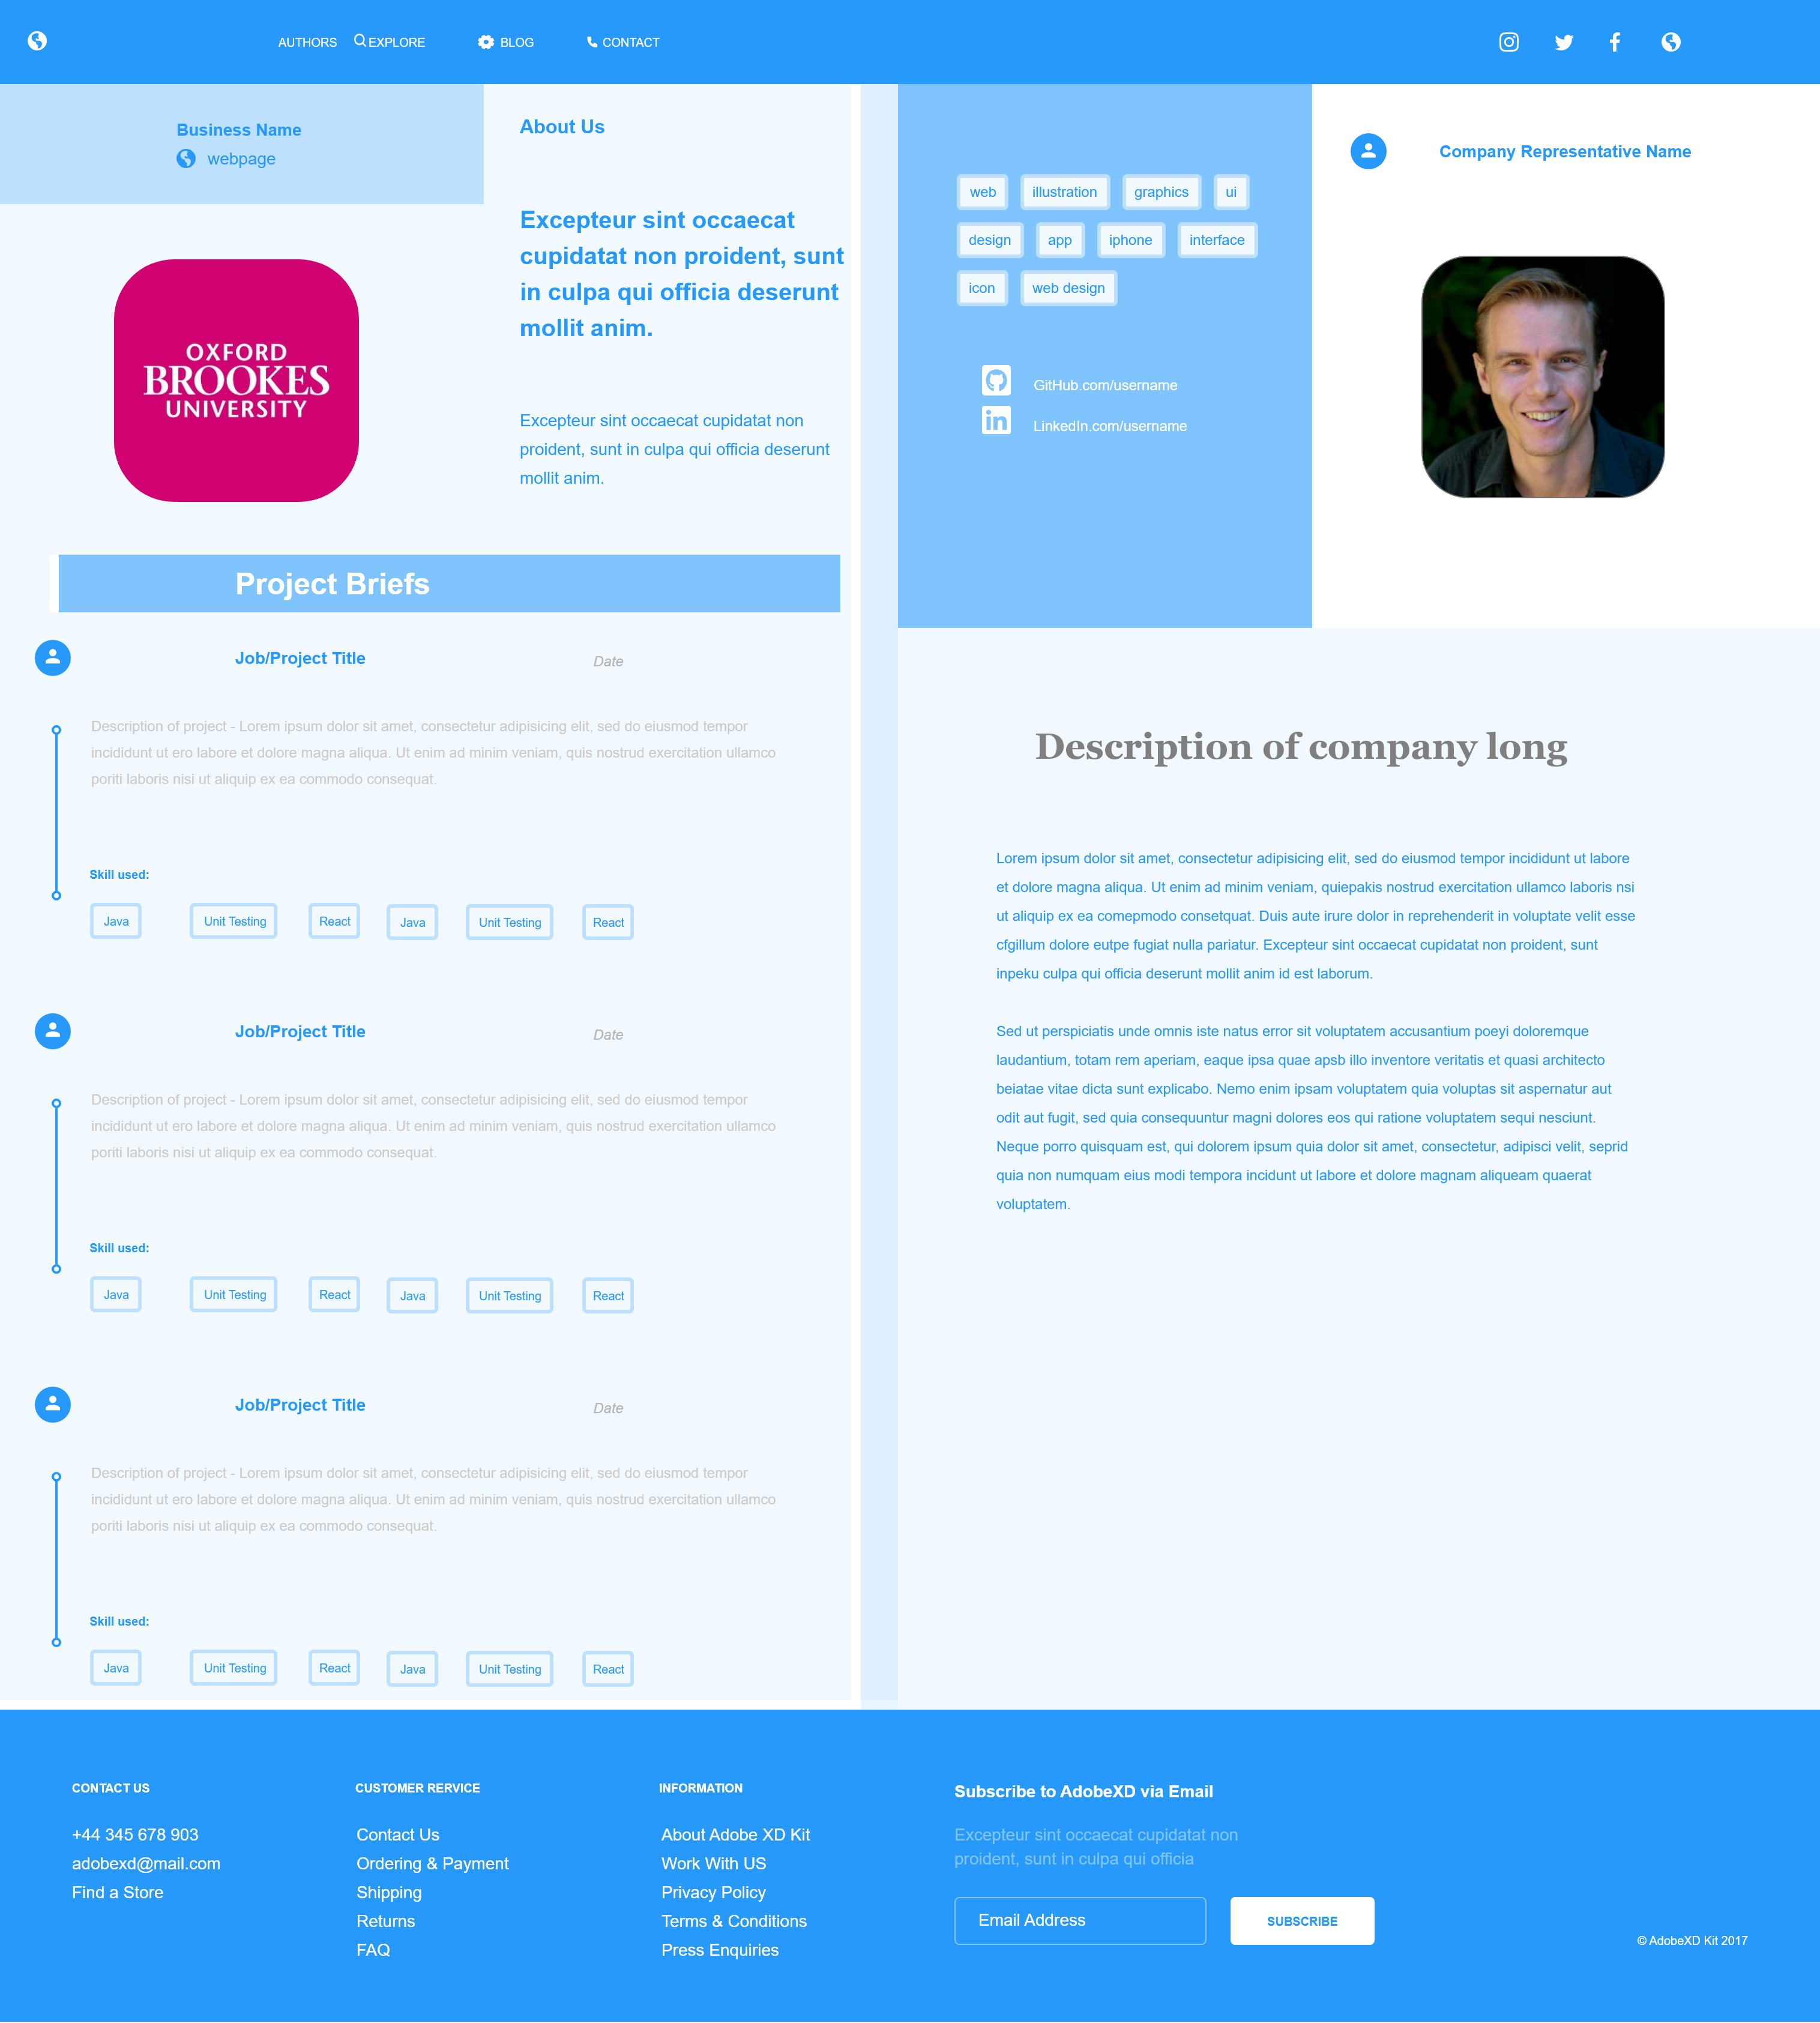 AUTHORS
EXPLORE
BLOG
CONTACT
Business Name
webpage
OXFORD
BROOKES
UNIVERSITY
About Us
Excepteur sint occaecat
cupidatat non proident, sunt
in culpa qui officia deserunt
mollit anim.
Excepteur sint occaecat cupidatat non
proident, sunt in culpa qui officia deserunt
mollit anim.
web illustration graphics ui
design app iphone interface
icon web design
GitHub.com/username
LinkedIn.com/username
Company Representative Name
Project Briefs
Job/Project Title
Date
Description of project - Lorem ipsum dolor sit amet, consectetur adipisicing elit, sed do eiusmod tempor
incididunt ut ero labore et dolore magna aliqua. Ut enim ad minim veniam, quis nostrud exercitation ullamco
poriti laboris nisi ut aliquip ex ea commodo consequat.
Skill used:
Java Unit Testing React Java Unit Testing React
Job/Project Title
Date
Description of project - Lorem ipsum dolor sit amet, consectetur adipisicing elit, sed do eiusmod tempor
incididunt ut ero labore et dolore magna aliqua. Ut enim ad minim veniam, quis nostrud exercitation ullamco
poriti laboris nisi ut aliquip ex ea commodo consequat.
Skill used:
Java Unit Testing React Java Unit Testing React
Job/Project Title
Date
Description of project - Lorem ipsum dolor sit amet, consectetur adipisicing elit, sed do eiusmod tempor
incididunt ut ero labore et dolore magna aliqua. Ut enim ad minim veniam, quis nostrud exercitation ullamco
poriti laboris nisi ut aliquip ex ea commodo consequat.
Skill used:
Java Unit Testing React Java Unit Testing React
Description of company long
Lorem ipsum dolor sit amet, consectetur adipisicing elit, sed do eiusmod tempor incididunt ut labore
et dolore magna aliqua. Ut enim ad minim veniam, quiepakis nostrud exercitation ullamco laboris nsi
ut aliquip ex ea comepmodo consetquat. Duis aute irure dolor in reprehenderit in voluptate velit esse
cfgillum dolore eutpe fugiat nulla pariatur. Excepteur sint occaecat cupidatat non proident, sunt
inpeku culpa qui officia deserunt mollit anim id est laborum.
Sed ut perspiciatis unde omnis iste natus error sit voluptatem accusantium poeyi doloremque
laudantium, totam rem aperiam, eaque ipsa quae apsb illo inventore veritatis et quasi architecto
beiatae vitae dicta sunt explicabo. Nemo enim ipsam voluptatem quia voluptas sit aspernatur aut
odit aut fugit, sed quia consequuntur magni dolores eos qui ratione voluptatem sequi nesciunt.
Neque porro quisquam est, qui dolorem ipsum quia dolor sit amet, consectetur, adipisci velit, seprid
quia non numquam eius modi tempora incidunt ut labore et dolore magnam aliqueam quaerat
voluptatem.
CONTACT US
+44 345 678 903
adobexd@mail.com
Find a Store
CUSTOMER RERVICE
Contact Us
Ordering & Payment
Shipping
Returns
FAQ
INFORMATION
About Adobe XD Kit
Work With US
Privacy Policy
Terms & Conditions
Press Enquiries
Subscribe to AdobeXD via Email
Excepteur sint occaecat cupidatat non
proident, sunt in culpa qui officia
Email Address
SUBSCRIBE
© AdobeXD Kit 2017